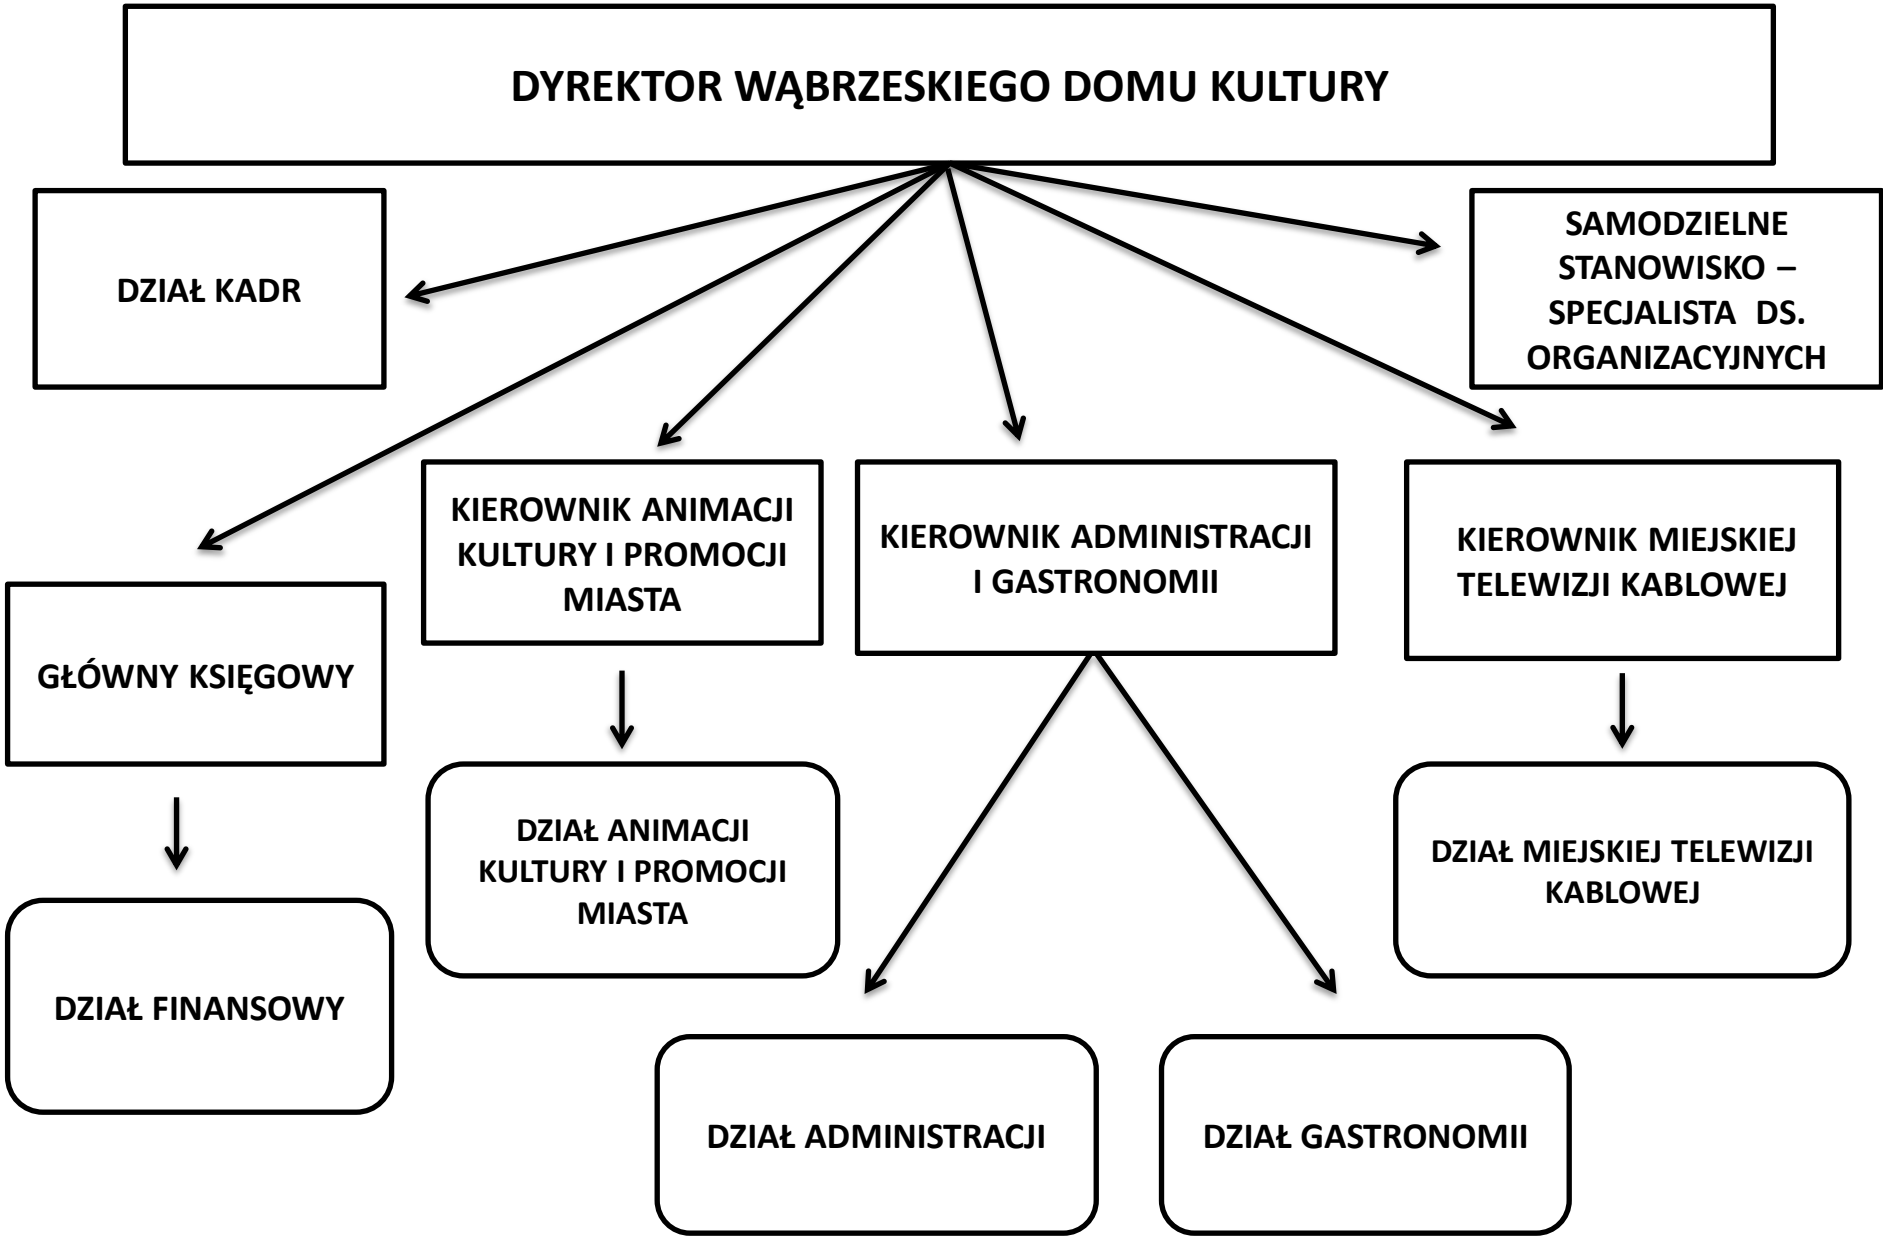 DYREKTOR WĄBRZESKIEGO DOMU KULTURY
DZIAŁ KADR
SAMODZIELNE
STANOWISKO –
SPECJALISTA DS.
ORGANIZACYJNYCH
GŁÓWNY KSIĘGOWY
KIEROWNIK ANIMACJI
KULTURY I PROMOCJI
MIASTA
KIEROWNIK ADMINISTRACJI
I GASTRONOMII
KIEROWNIK MIEJSKIEJ
TELEWIZJI KABLOWEJ
DZIAŁ FINANSOWY
DZIAŁ ANIMACJI
KULTURY I PROMOCJI
MIASTA
DZIAŁ ADMINISTRACJI
DZIAŁ GASTRONOMII
DZIAŁ MIEJSKIEJ TELEWIZJI
KABLOWEJ